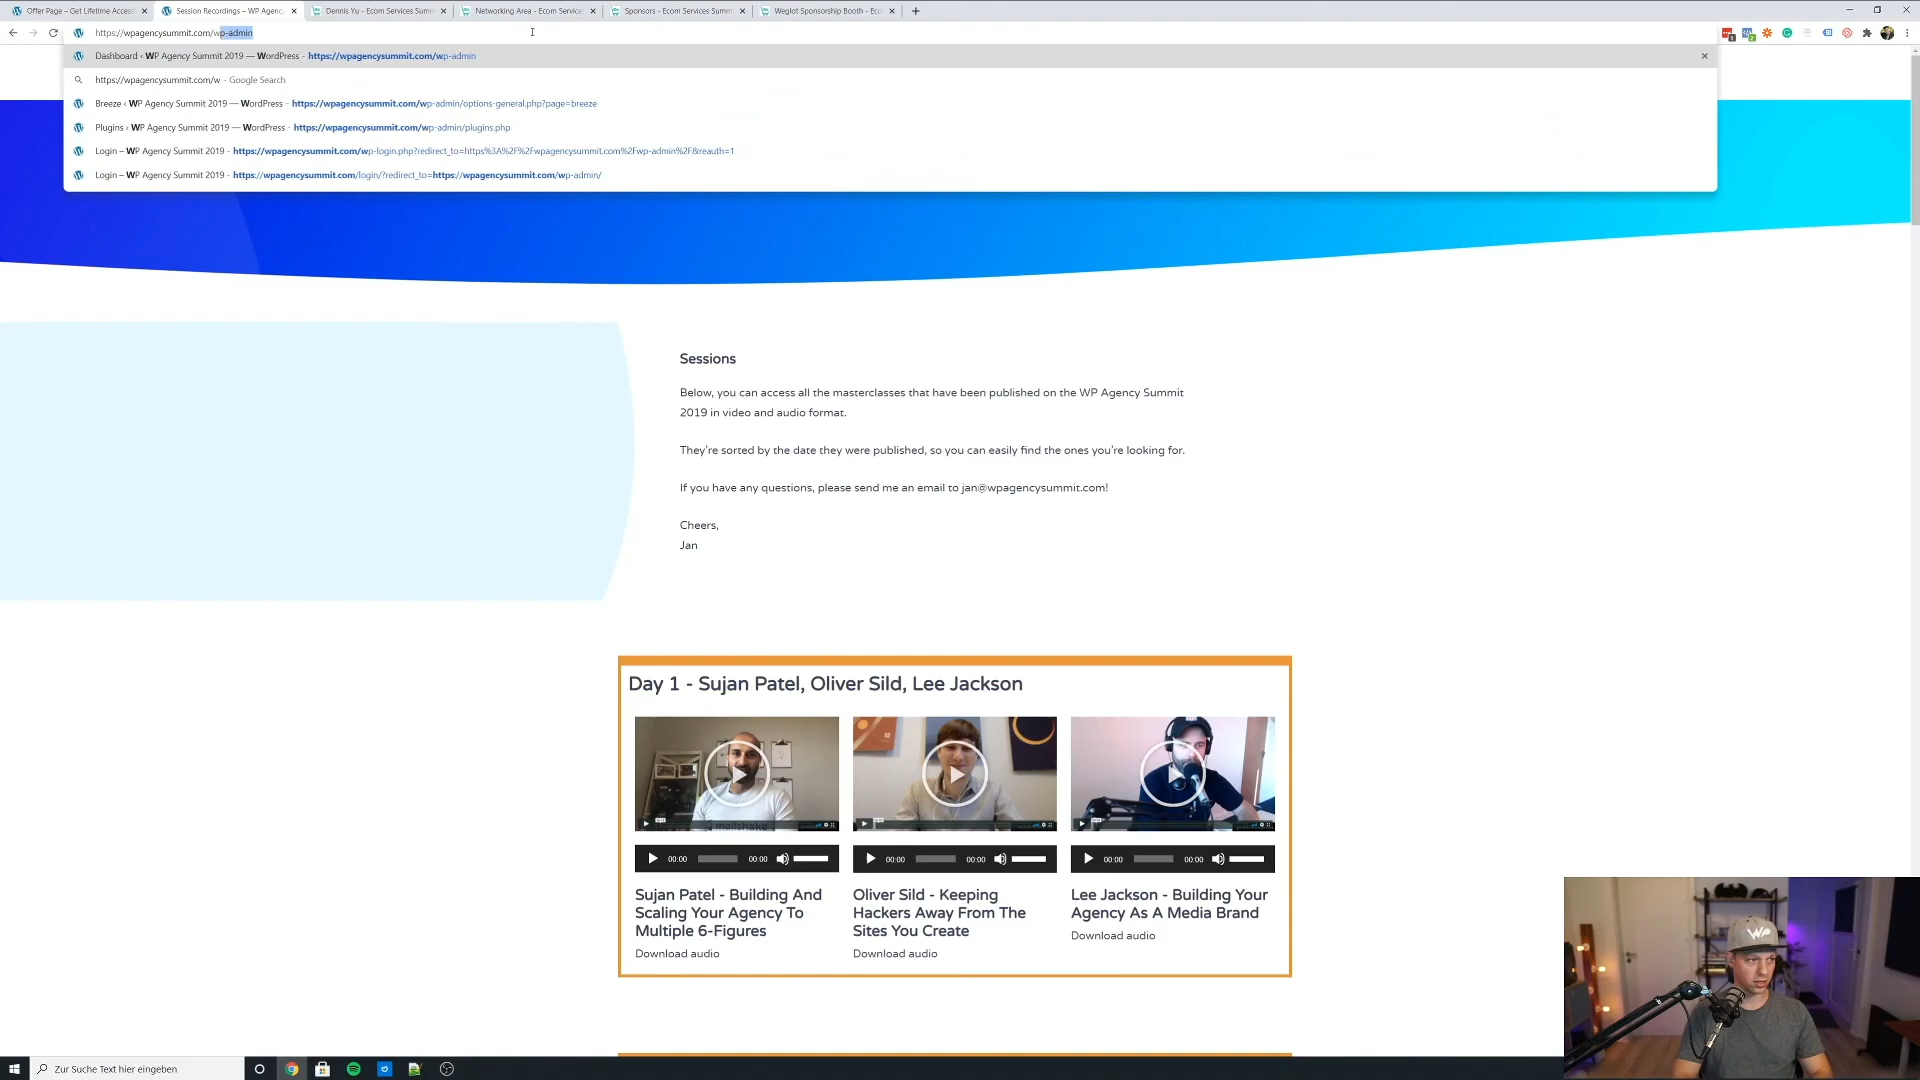 Offer Page – Get Lifetime Access
Session Recordings – WP Agency
Dennis Yu - Ecom Services Summ
Networking Area - Ecom Service
Sponsors - Ecom Services Summi
Weglot Sponsorship Booth - Eco
https://wpagencysummit.com/wp-admin
Dashboard ‹ WP Agency Summit 2019 — WordPress - https://wpagencysummit.com/wp-admin
https://wpagencysummit.com/w - Google Search
Breeze ‹ WP Agency Summit 2019 — WordPress - https://wpagencysummit.com/wp-admin/options-general.php?page=breeze
Plugins ‹ WP Agency Summit 2019 — WordPress - https://wpagencysummit.com/wp-admin/plugins.php
Login – WP Agency Summit 2019 - https://wpagencysummit.com/wp-login.php?redirect_to=https%3A%2F%2Fwpagencysummit.com%2Fwp-admin%2F&reauth=1
Login – WP Agency Summit 2019 - https://wpagencysummit.com/login/?redirect_to=https://wpagencysummit.com/wp-admin/
Sessions
Below, you can access all the masterclasses that have been published on the WP Agency Summit
2019 in video and audio format.
They're sorted by the date they were published, so you can easily find the ones you're looking for.
If you have any questions, please send me an email to jan@wpagencysummit.com!
Cheers,
Jan
Day 1 - Sujan Patel, Oliver Sild, Lee Jackson
mailshake
00:00 00:00
00:00 00:00
00:00 00:00
Sujan Patel - Building And
Scaling Your Agency To
Multiple 6-Figures
Download audio
Oliver Sild - Keeping
Hackers Away From The
Sites You Create
Download audio
Lee Jackson - Building Your
Agency As A Media Brand
Download audio
WP
Zur Suche Text hier eingeben